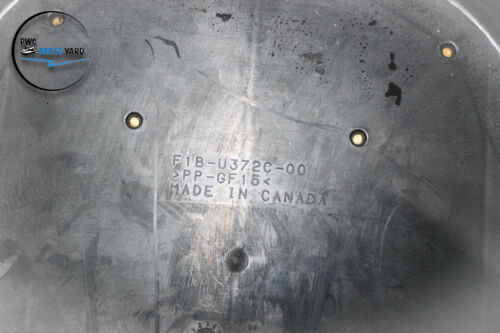 PWC
YARD
F1B-U372C-00
>PP-GF15<
MADE IN CANADA